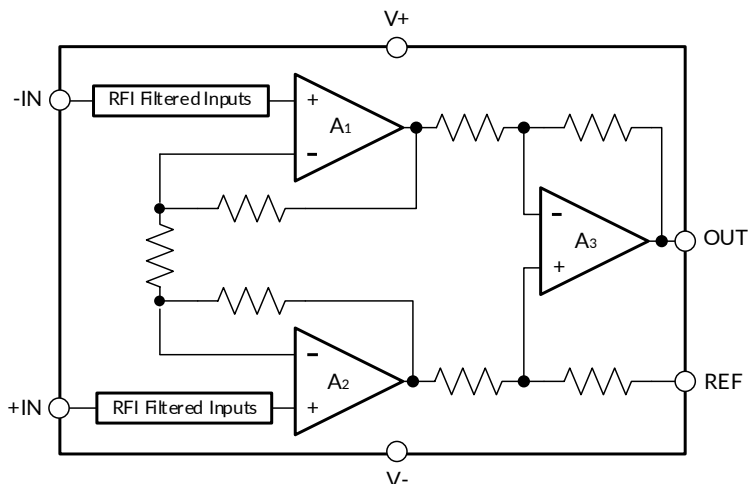 V+
-IN
RFI Filtered Inputs
+
A1
-
-
A3
+
OUT
-
A2
REF
+IN
RFI Filtered Inputs
+
V-